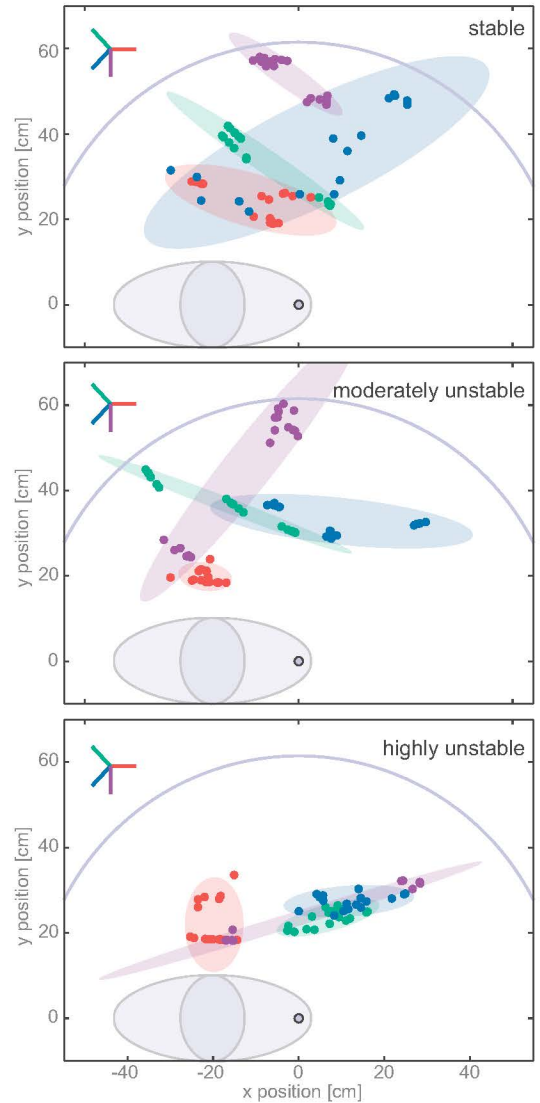 stable
60
40
20
0
y position [cm]
moderately unstable
60
40
20
0
y position [cm]
highly unstable
60
40
20
0
y position [cm]
-40 -20 0 20 40
x position [cm]